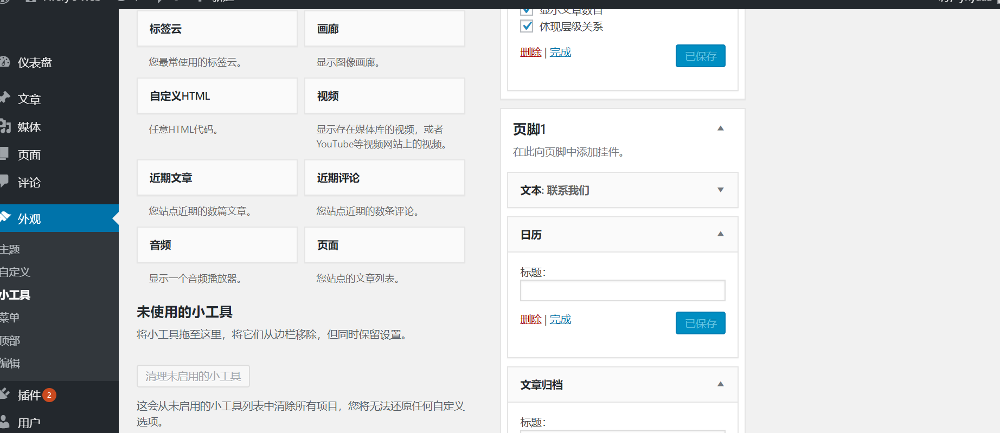 仪表盘
文章
媒体
页面
评论
外观
主题
自定义
小工具
菜单
顶部
编辑
插件 2
用户
标签云
您最常使用的标签云。
画廊
显示图像画廊。
自定义HTML
任意HTML代码。
视频
显示存在媒体库的视频，或者
YouTube等视频网站上的视频。
近期文章
您站点近期的数篇文章。
近期评论
您站点近期的数条评论。
音频
显示一个音频播放器。
页面
您站点的文章列表。
未使用的小工具
将小工具拖至这里，将它们从边栏移除，但同时保留设置。
清理未启用的小工具
这会从未启用的小工具列表中清除所有项目，您将无法还原任何自定义
选项。
显示文章数目
体现层级关系
删除 | 完成
已保存
页脚1
在此向页脚中添加挂件。
文本: 联系我们
日历
标题：
删除 | 完成
已保存
文章归档
标题：